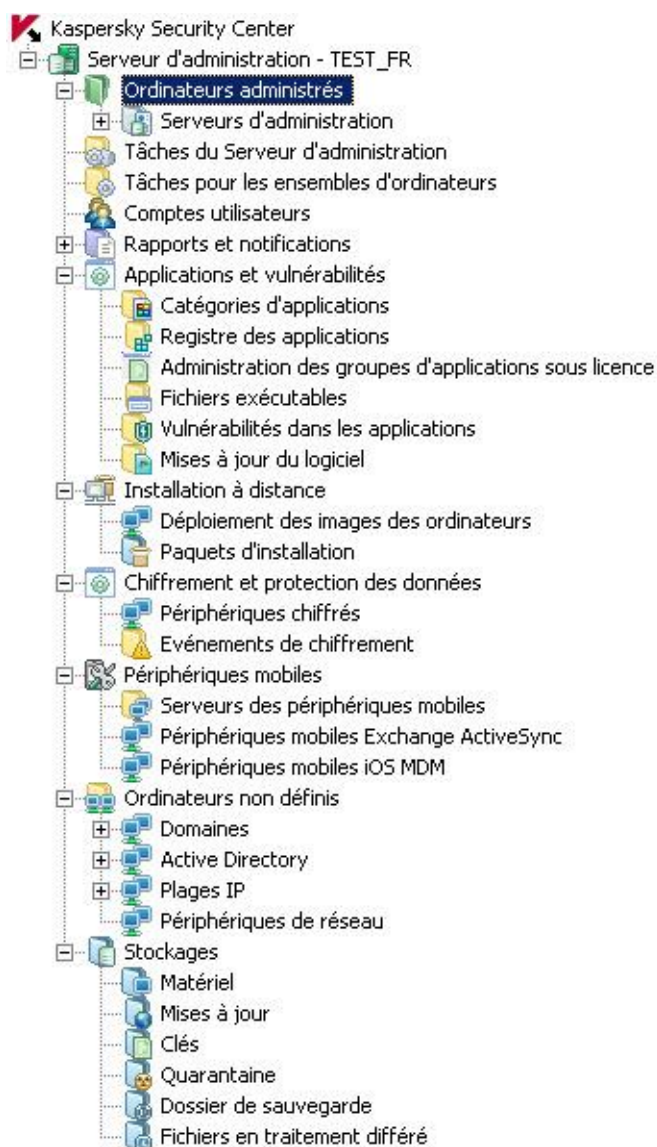 Kaspersky Security Center
Serveur d'administration - TEST_FR
Ordinateurs administrés
Serveurs d'administration
Tâches du Serveur d'administration
Tâches pour les ensembles d'ordinateurs
Comptes utilisateurs
Rapports et notifications
Applications et vulnérabilités
Catégories d'applications
Registre des applications
Administration des groupes d'applications sous licence
Fichiers exécutables
Vulnérabilités dans les applications
Mises à jour du logiciel
Installation à distance
Déploiement des images des ordinateurs
Paquets d'installation
Chiffrement et protection des données
Périphériques chiffrés
Evénements de chiffrement
Périphériques mobiles
Serveurs des périphériques mobiles
Périphériques mobiles Exchange ActiveSync
Périphériques mobiles iOS MDM
Ordinateurs non définis
Domaines
Active Directory
Plages IP
Périphériques de réseau
Stockages
Matériel
Mises à jour
Clés
Quarantaine
Dossier de sauvegarde
Fichiers en traitement différé